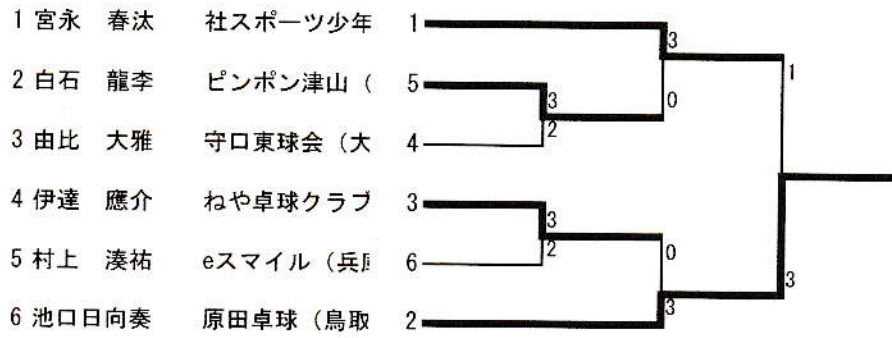 1 宮永 春汰 社スポーツ少年 1
3
1
2 白石 龍李 ピンポン津山（ 5
3
0
2
3 由比 大雅 守口東球会（大 4
4 伊達 應介 ねや卓球クラブ 3
3
0
2
5 村上 湊祐 eスマイル（兵 6
3
3
6 池口日向奏 原田卓球（鳥取 2